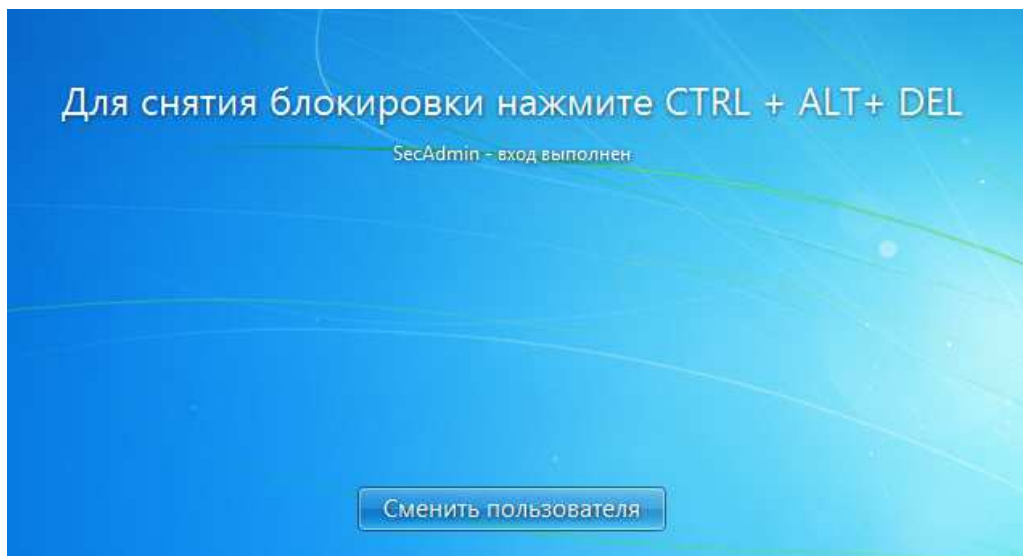 Для снятия блокировки нажмите CTRL + ALT+ DEL
SecAdmin - вход выполнен
Сменить пользователя